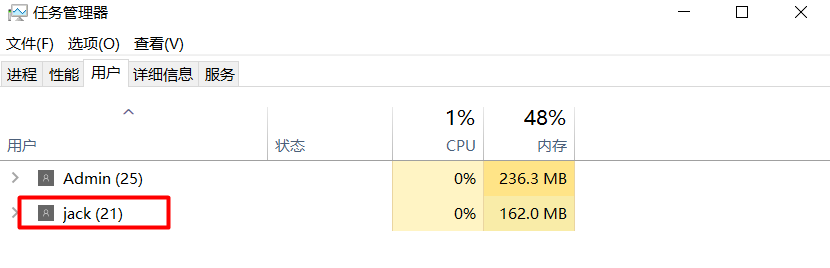 任务管理器
文件(F) 选项(O) 查看(V)
进程 性能 用户 详细信息 服务
1% 48%
用户 状态 CPU 内存
Admin (25) 0% 236.3 MB
jack (21) 0% 162.0 MB